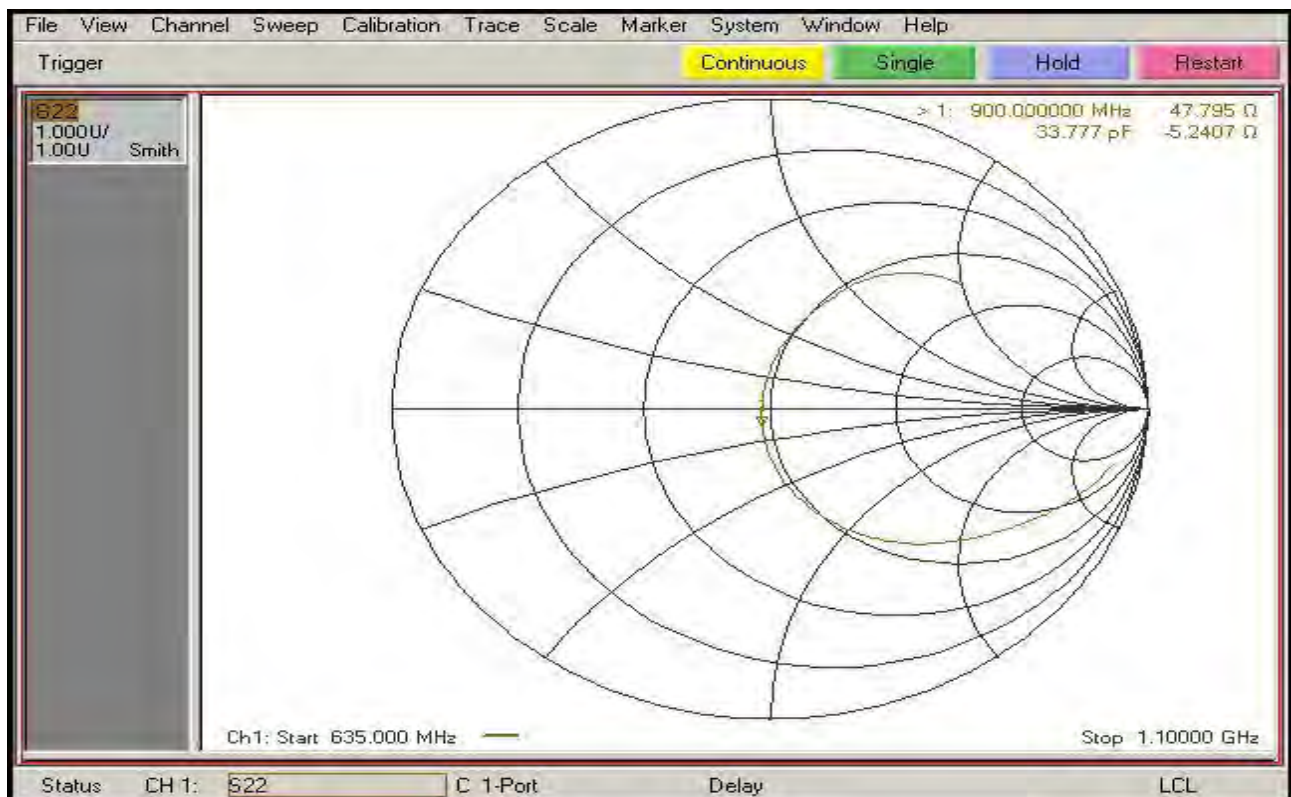 File View Channel Sweep Calibration Trace Scale Marker System Window Help
Trigger Continuous Single Hold Restart
S22
1.000U/
1.00U Smith
> 1: 900.000000 MHz 47.795 Ω
33.777 pF -5.2407 Ω
Ch1: Start 635.000 MHz Stop 1.10000 GHz
Status CH 1: S22 C 1-Port Delay LCL